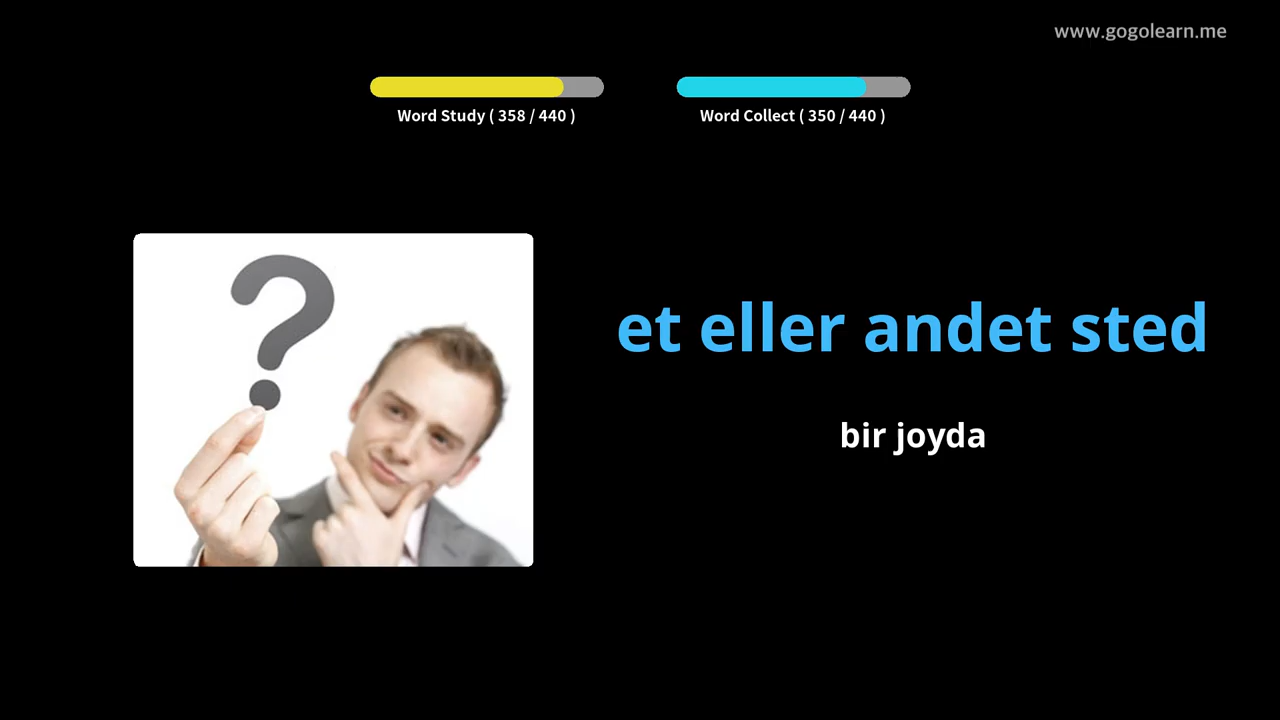 www.gogolearn.me
Word Study ( 358 / 440 )
Word Collect ( 350 / 440 )
et eller andet sted
bir joyda